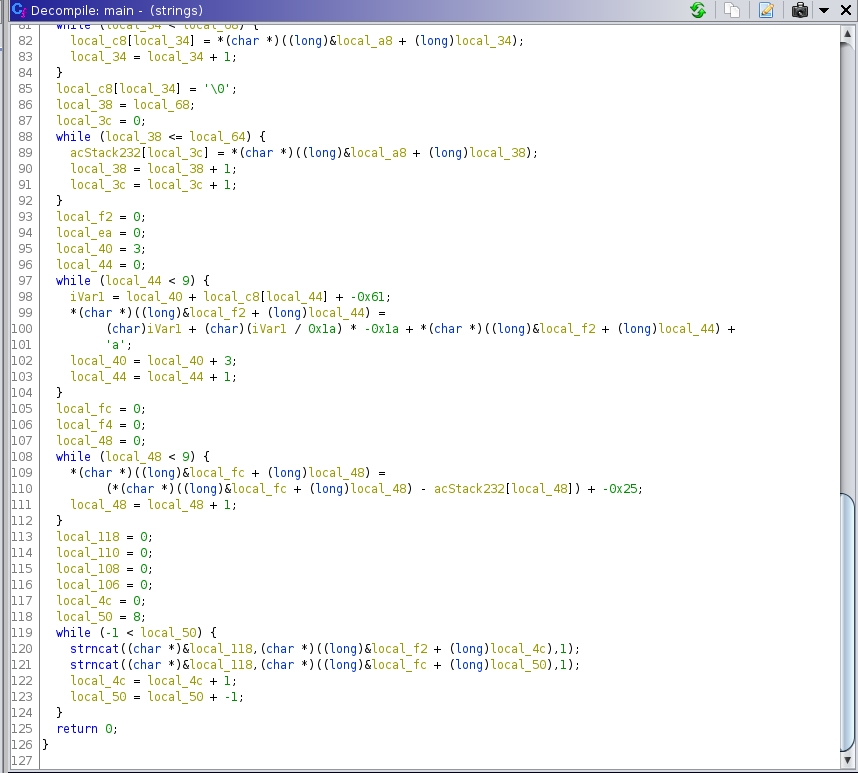 Decompile: main - (strings)
81 while (local_34 < local_68) {
82 local_c8[local_34] = *(char *)((long)&local_a8 + (long)local_34);
83 local_34 = local_34 + 1;
84 }
85 local_c8[local_34] = '\0';
86 local_38 = local_68;
87 local_3c = 0;
88 while (local_38 <= local_64) {
89 acStack232[local_3c] = *(char *)((long)&local_a8 + (long)local_38);
90 local_38 = local_38 + 1;
91 local_3c = local_3c + 1;
92 }
93 local_f2 = 0;
94 local_ea = 0;
95 local_40 = 3;
96 local_44 = 0;
97 while (local_44 < 9) {
98 iVar1 = local_40 + local_c8[local_44] + -0x61;
99 *(char *)((long)&local_f2 + (long)local_44) =
100 (char)iVar1 + (char)(iVar1 / 0x1a) * -0x1a + *(char *)((long)&local_f2 + (long)local_44) +
101 'a';
102 local_40 = local_40 + 3;
103 local_44 = local_44 + 1;
104 }
105 local_fc = 0;
106 local_f4 = 0;
107 local_48 = 0;
108 while (local_48 < 9) {
109 *(char *)((long)&local_fc + (long)local_48) =
110 (*(char *)((long)&local_fc + (long)local_48) - acStack232[local_48]) + -0x25;
111 local_48 = local_48 + 1;
112 }
113 local_118 = 0;
114 local_110 = 0;
115 local_108 = 0;
116 local_106 = 0;
117 local_4c = 0;
118 local_50 = 8;
119 while (-1 < local_50) {
120 strncat((char *)&local_118,(char *)((long)&local_f2 + (long)local_4c),1);
121 strncat((char *)&local_118,(char *)((long)&local_fc + (long)local_50),1);
122 local_4c = local_4c + 1;
123 local_50 = local_50 + -1;
124 }
125 return 0;
126 }
127